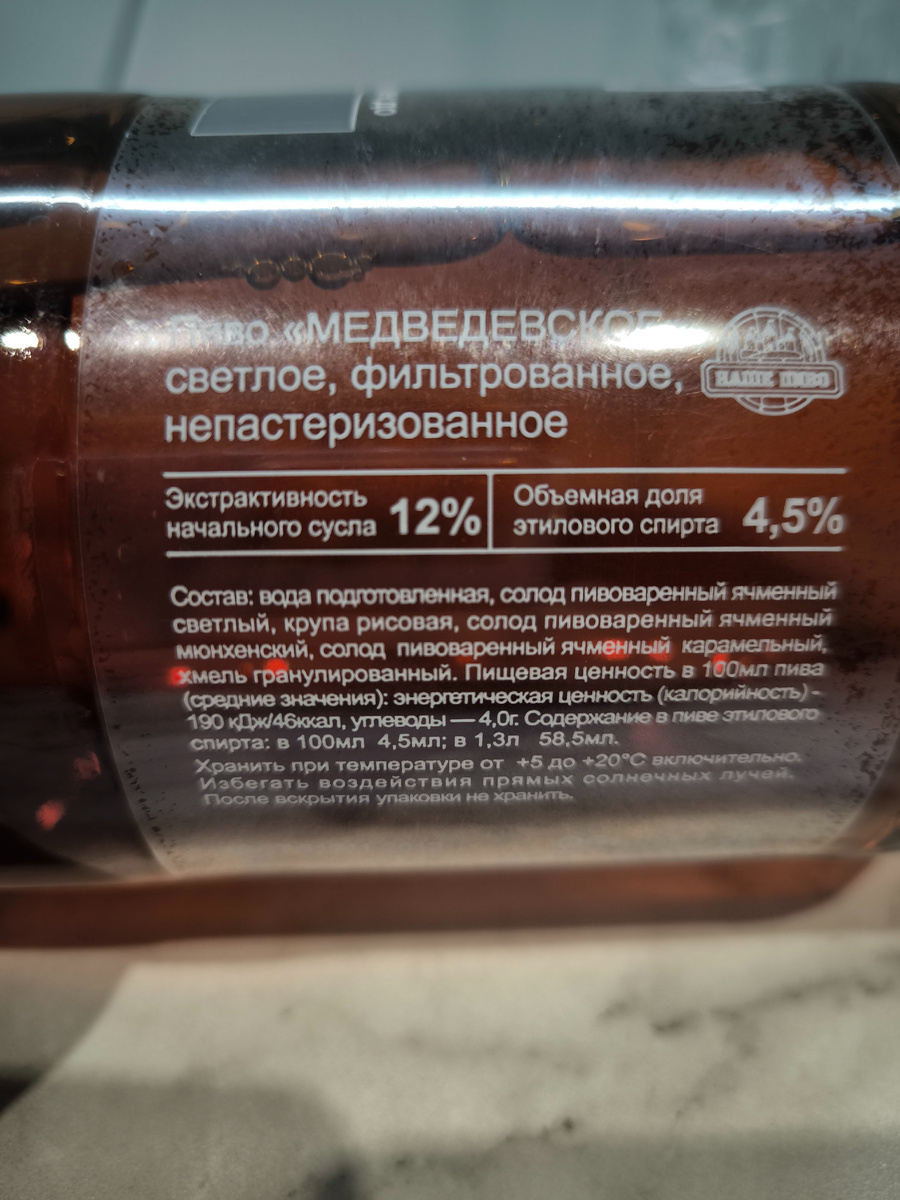 Пиво «МЕДВЕДЕВСКОЕ»
светлое, фильтрованное,
непастеризованное
НАШЕ ПИВО
Экстрактивность
начального сусла 12%
Объемная доля
этилового спирта 4,5%
Состав: вода подготовленная, солод пивоваренный ячменный
светлый, крупа рисовая, солод пивоваренный ячменный
мюнхенский, солод пивоваренный ячменный карамельный,
хмель гранулированный. Пищевая ценность в 100мл пива
(средние значения): энергетическая ценность (калорийность) -
190 кДж/46ккал, углеводы — 4,0г. Содержание в пиве этилового
спирта: в 100мл 4,5мл; в 1,3л 58,5мл.
Хранить при температуре от +5 до +20°С включительно.
Избегать воздействия прямых солнечных лучей.
После вскрытия упаковки не хранить.